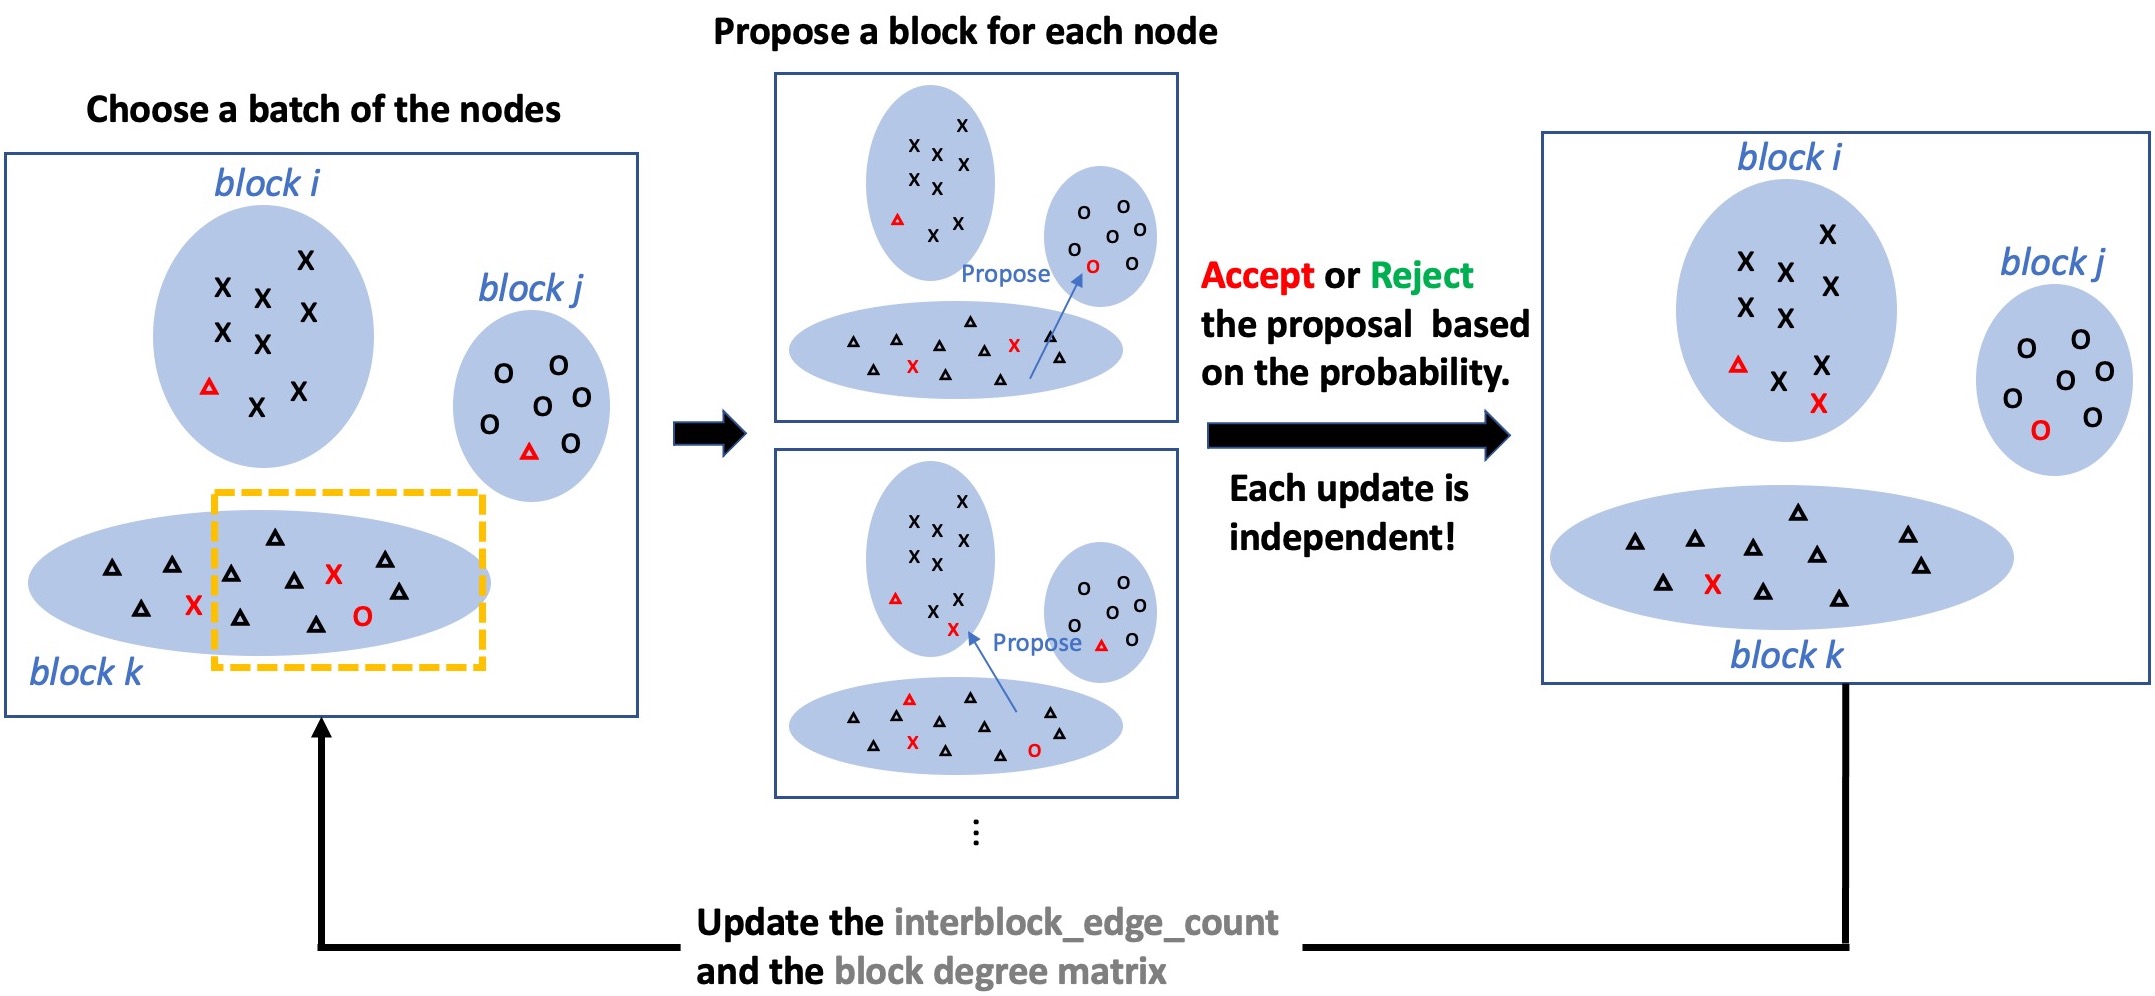 Propose a block for each node
Choose a batch of the nodes
block i
block j
block k
Propose
Propose
Accept or Reject
the proposal based
on the probability.
Each update is
independent!
block i
block j
block k
Update the interblock_edge_count
and the block degree matrix